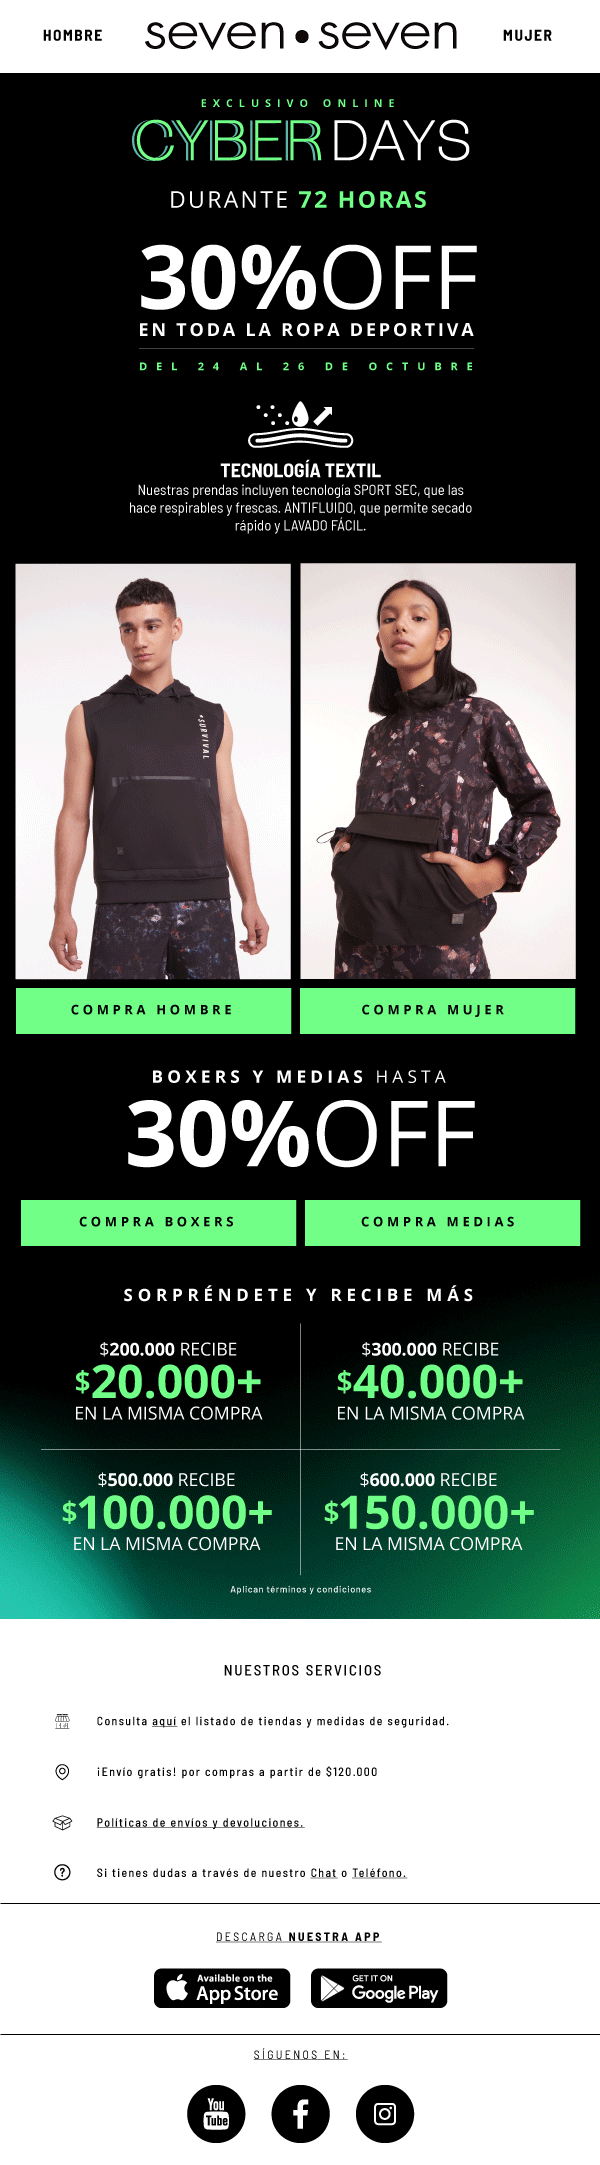 HOMBRE
seven•seven
MUJER
EXCLUSIVO ONLINE
CYBER DAYS
DURANTE 72 HORAS
30%OFF
EN TODA LA ROPA DEPORTIVA
DEL 24 AL 26 DE OCTUBRE
TECNOLOGÍA TEXTIL
Nuestras prendas incluyen tecnología SPORT SEC, que las
hace respirables y frescas. ANTIFLUIDO, que permite secado
rápido y LAVADO FÁCIL.
SURVIVAL
COMPRA HOMBRE
COMPRA MUJER
BOXERS Y MEDIAS HASTA
30%OFF
COMPRA BOXERS
COMPRA MEDIAS
SORPRÉNDETE Y RECIBE MÁS
$200.000 RECIBE
$20.000+
EN LA MISMA COMPRA
$300.000 RECIBE
$40.000+
EN LA MISMA COMPRA
$500.000 RECIBE
$100.000+
EN LA MISMA COMPRA
$600.000 RECIBE
$150.000+
EN LA MISMA COMPRA
Aplican términos y condiciones
NUESTROS SERVICIOS
Consulta aquí el listado de tiendas y medidas de seguridad.
¡Envío gratis! por compras a partir de $120.000
Políticas de envíos y devoluciones.
Si tienes dudas a través de nuestro Chat o Teléfono.
DESCARGA NUESTRA APP
Available on the
App Store
GET IT ON
Google Play
SÍGUENOS EN:
You
Tube